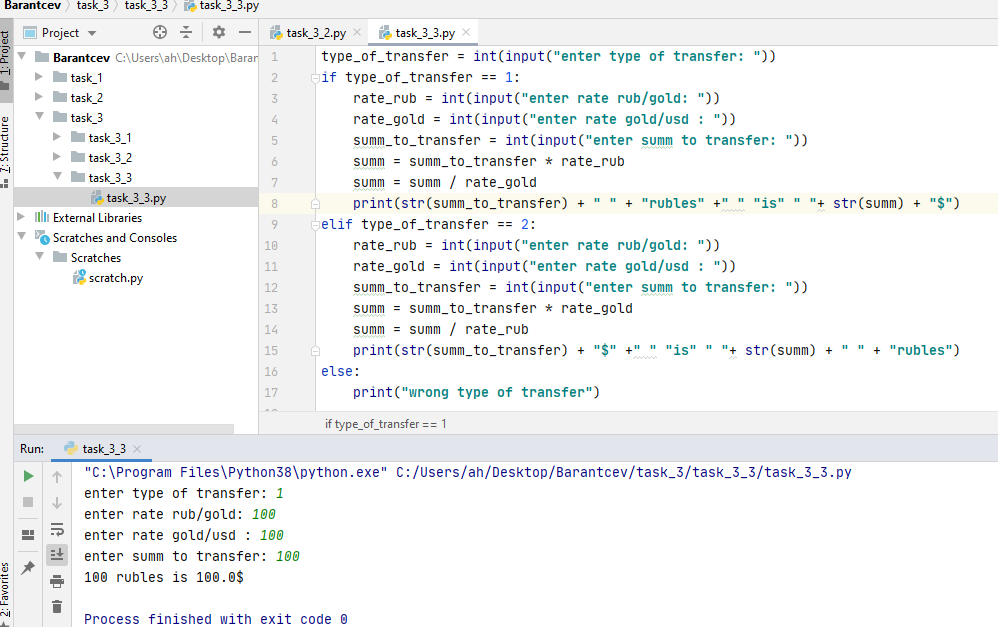 Barantcev task_3 task_3_3 task_3_3.py
Project task_3_2.py task_3_3.py
1: Project
7: Structure
2: Favorites
Barantcev C:\Users\ah\Desktop\Baran
task_1
task_2
task_3
task_3_1
task_3_2
task_3_3
task_3_3.py
External Libraries
Scratches and Consoles
Scratches
scratch.py
1 type_of_transfer = int(input("enter type of transfer: "))
2 if type_of_transfer == 1:
3 rate_rub = int(input("enter rate rub/gold: "))
4 rate_gold = int(input("enter rate gold/usd : "))
5 summ_to_transfer = int(input("enter summ to transfer: "))
6 summ = summ_to_transfer * rate_rub
7 summ = summ / rate_gold
8 print(str(summ_to_transfer) + " " + "rubles" +" " "is" " "+ str(summ) + "$")
9 elif type_of_transfer == 2:
10 rate_rub = int(input("enter rate rub/gold: "))
11 rate_gold = int(input("enter rate gold/usd : "))
12 summ_to_transfer = int(input("enter summ to transfer: "))
13 summ = summ_to_transfer * rate_gold
14 summ = summ / rate_rub
15 print(str(summ_to_transfer) + "$" +" " "is" " "+ str(summ) + " " + "rubles")
16 else:
17 print("wrong type of transfer")
if type_of_transfer == 1
Run: task_3_3
"C:\Program Files\Python38\python.exe" C:/Users/ah/Desktop/Barantcev/task_3/task_3_3/task_3_3.py
enter type of transfer: 1
enter rate rub/gold: 100
enter rate gold/usd : 100
enter summ to transfer: 100
100 rubles is 100.0$
Process finished with exit code 0